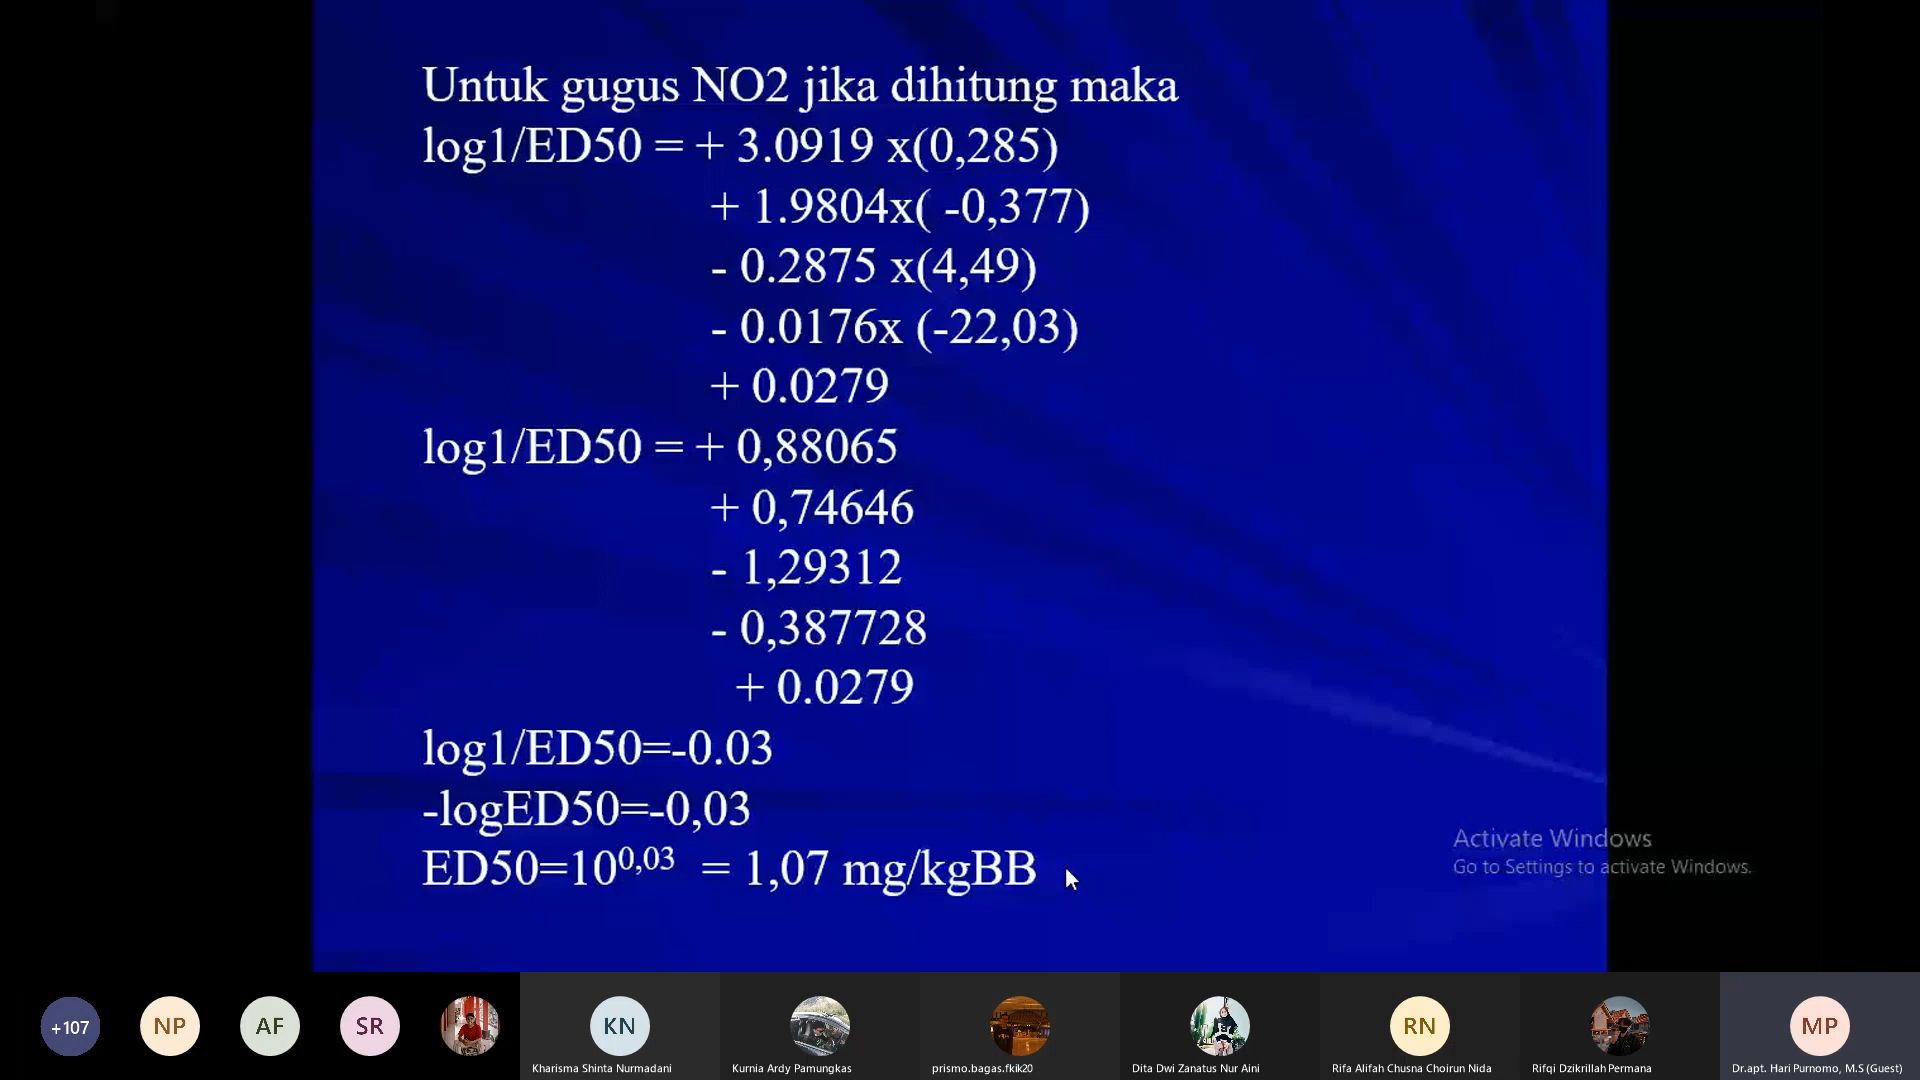 Untuk gugus NO2 jika dihitung maka
log1/ED50 = + 3.0919 x(0,285)
+ 1.9804x( -0,377)
- 0.2875 x(4,49)
- 0.0176x (-22,03)
+ 0.0279
log1/ED50 = + 0,88065
+ 0,74646
- 1,29312
- 0,387728
+ 0.0279
log1/ED50=-0.03
-logED50=-0,03
ED50=10^0,03 = 1,07 mg/kgBB
Activate Windows
Go to Settings to activate Windows.
+107
NP
AF
SR
KN
RN
MP
Kharisma Shinta Nurmadani
Kurnia Ardy Pamungkas
prismo.bagas.fkik20
Dita Dwi Zanatus Nur Aini
Rifa Alifah Chusna Choirun Nida
Rifqi Dzikrillah Permana
Dr.apt. Hari Purnomo, M.S (Guest)